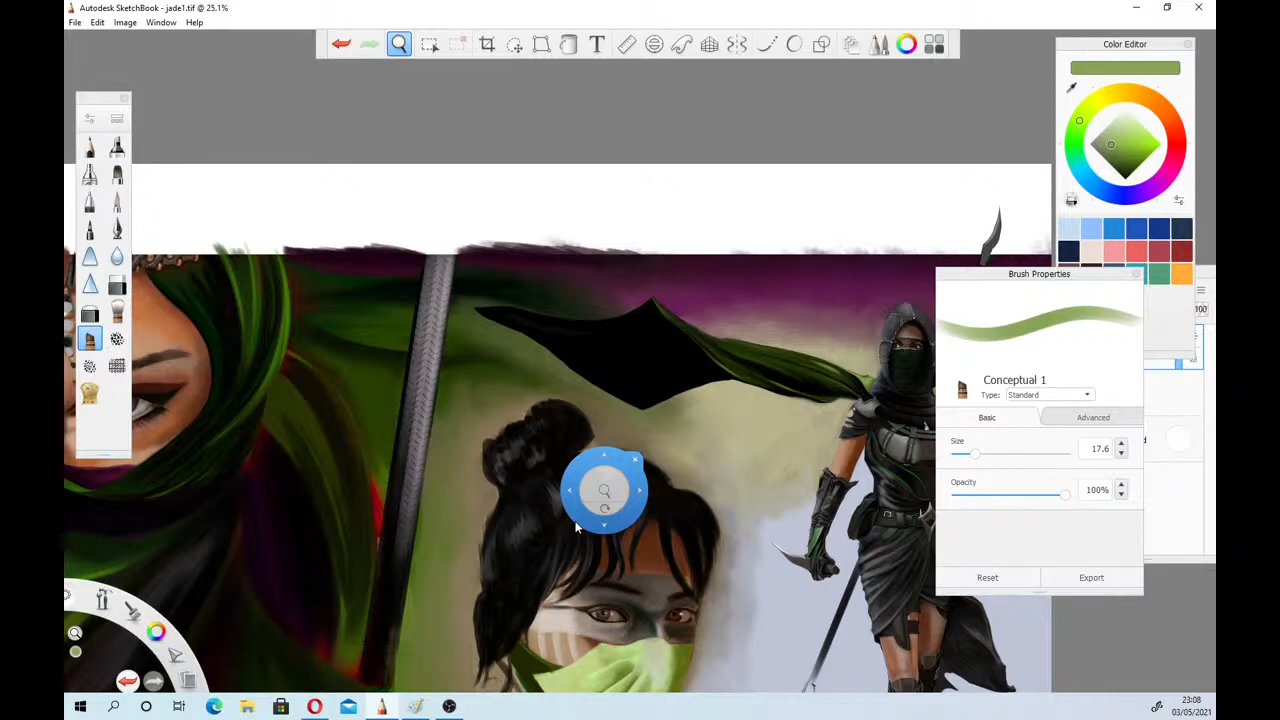 Autodesk SketchBook - jade1.tif @ 25.1%
File Edit Image Window Help
Color Editor
Brush Properties
100
Conceptual 1
Type: Standard
Basic Advanced
Size
17.6
Opacity
100%
Reset Export
23:08
03/05/2021